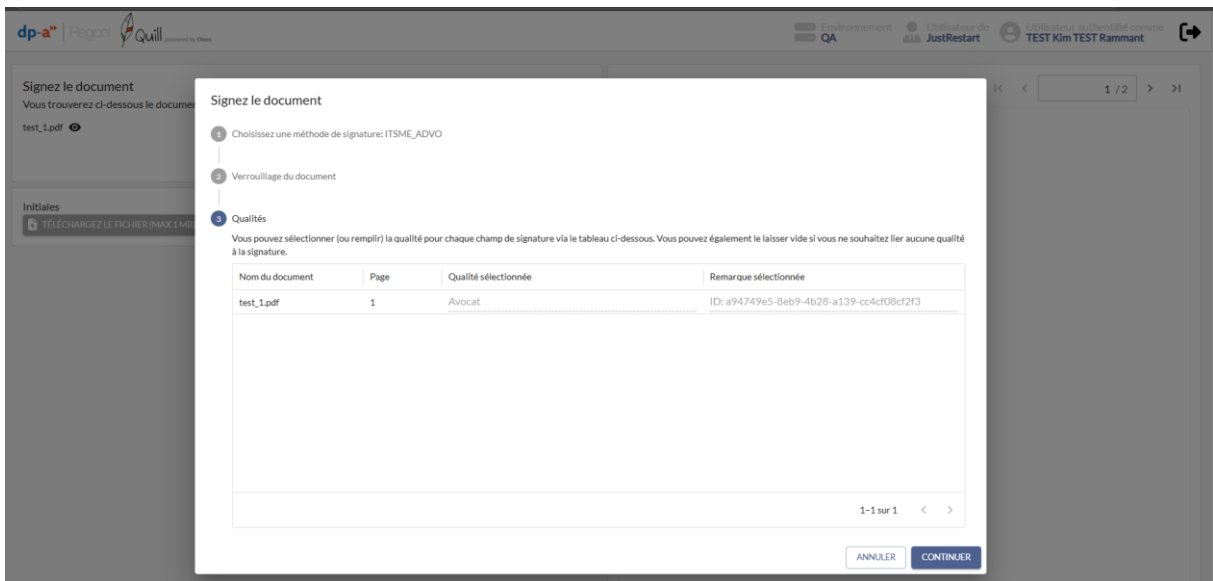 dp-a" | Regsol Quill powered by Dioss
Environnement
QA
Utilisateur de
JustRestart
Utilisateur authentifié comme
TEST Kim TEST Rammant
Signez le document
Vous trouverez ci-dessous le docume
test_1.pdf
Initiales
TÉLÉCHARGEZ LE FICHIER (MAX 1 MB)
1 / 2
Signez le document
1 Choisissez une méthode de signature: ITSME_ADVO
2 Verrouillage du document
3 Qualités
Vous pouvez sélectionner (ou remplir) la qualité pour chaque champ de signature via le tableau ci-dessous. Vous pouvez également le laisser vide si vous ne souhaitez lier aucune qualité
à la signature.
Nom du document Page Qualité sélectionnée Remarque sélectionnée
test_1.pdf 1 Avocat ID: a94749e5-8eb9-4b28-a139-cc4cf08cf2f3
1–1 sur 1
ANNULER CONTINUER